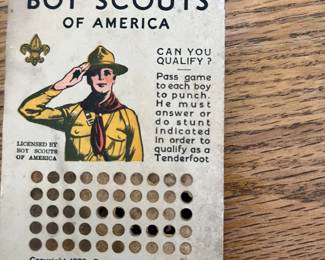 BOY SCOUTS
OF AMERICA
CAN YOU
QUALIFY?
Pass game
to each boy
to punch.
He must
answer or
do stunt
indicated
in order to
qualify as a
Tenderfoot
LICENSED BY
BOY SCOUTS
OF AMERICA
Copyright